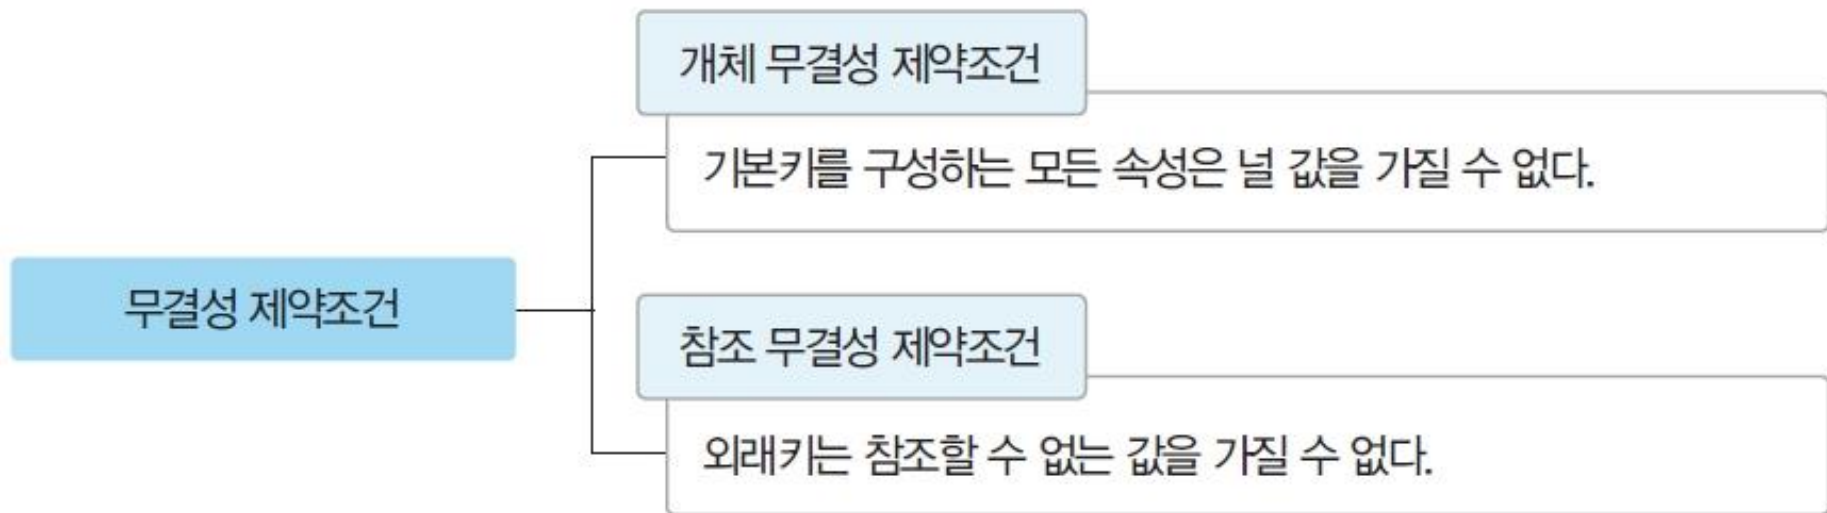 개체 무결성 제약조건
기본키를 구성하는 모든 속성은 널 값을 가질 수 없다.
무결성 제약조건
참조 무결성 제약조건
외래키는 참조할 수 없는 값을 가질 수 없다.